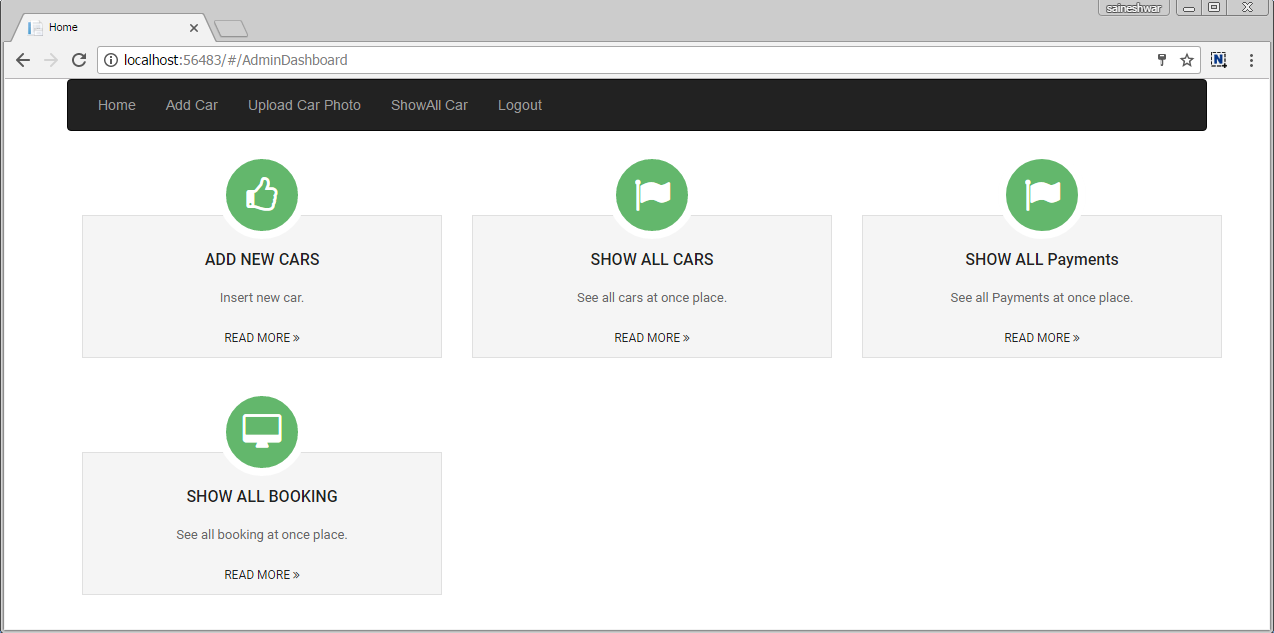 saineshwar
Home
localhost:56483/#/AdminDashboard
N
Home Add Car Upload Car Photo ShowAll Car Logout
ADD NEW CARS
Insert new car.
READ MORE »
SHOW ALL CARS
See all cars at once place.
READ MORE »
SHOW ALL Payments
See all Payments at once place.
READ MORE »
SHOW ALL BOOKING
See all booking at once place.
READ MORE »